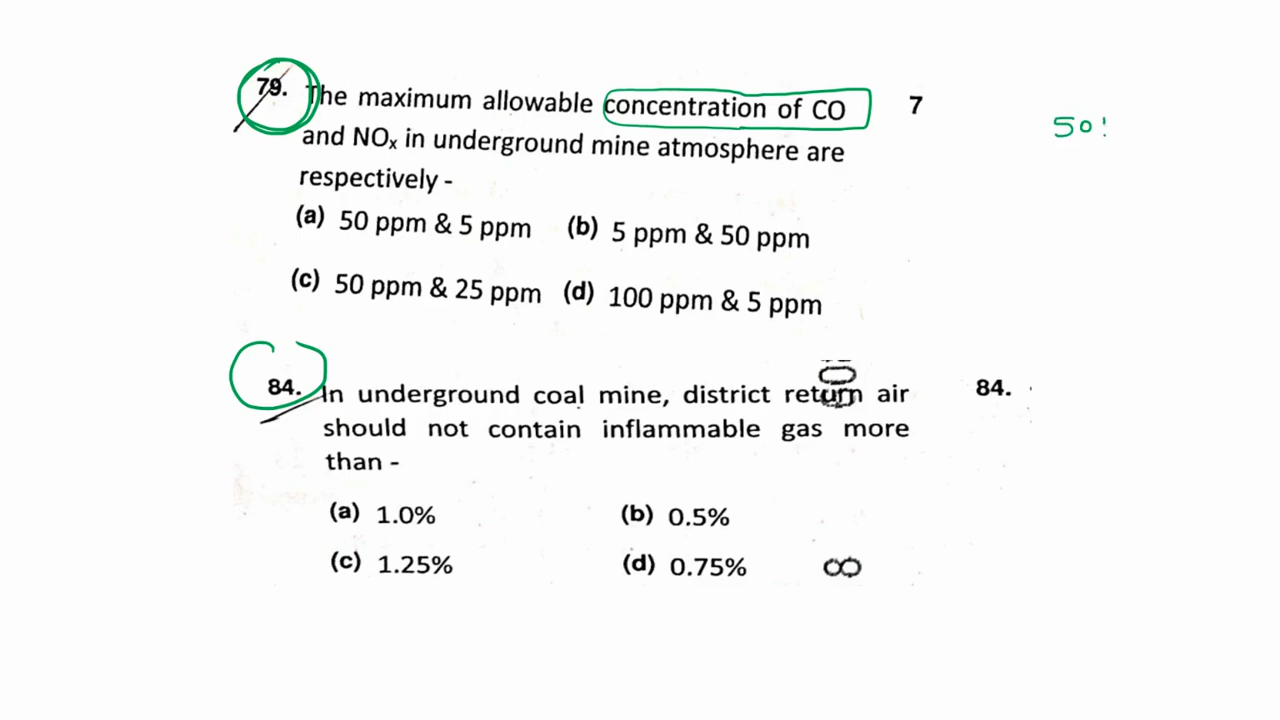 79. The maximum allowable concentration of CO 7
50!
and NOₓ in underground mine atmosphere are
respectively -
(a) 50 ppm & 5 ppm (b) 5 ppm & 50 ppm
(c) 50 ppm & 25 ppm (d) 100 ppm & 5 ppm
84. In underground coal mine, district return air 84.
should not contain inflammable gas more
than -
(a) 1.0% (b) 0.5%
(c) 1.25% (d) 0.75%